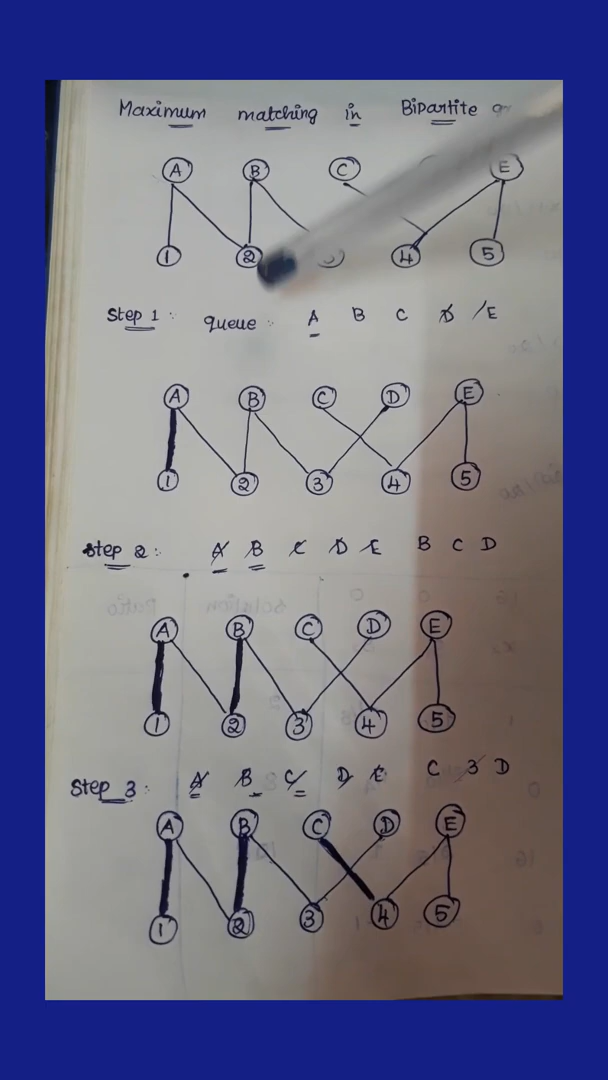 Maximum matching in Bipartite
A B C E
1 2 4 5
Step 1 : queue : A B C D E
A B C D E
1 2 3 4 5
Step 2 : A B C D E B C D
A B C D E
1 2 3 4 5
Step 3 : A B C D E C 3 D
A B C D E
1 2 3 4 5